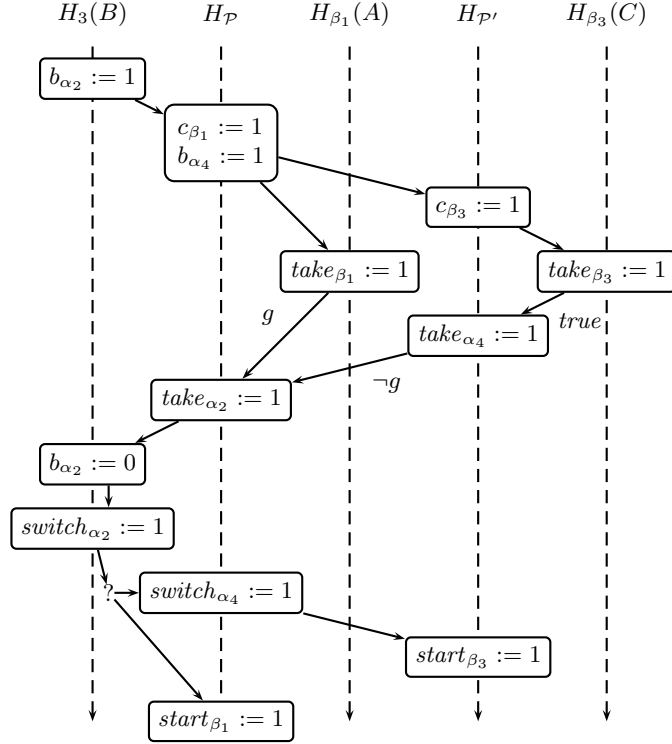 H₃(B) H_𝒫 H_β₁(A) H_𝒫′ H_β₃(C)
b_α₂ := 1
c_β₁ := 1
b_α₄ := 1
c_β₃ := 1
take_β₁ := 1 take_β₃ := 1
g true
take_α₄ := 1
¬g
take_α₂ := 1
b_α₂ := 0
switch_α₂ := 1
? switch_α₄ := 1
start_β₃ := 1
start_β₁ := 1